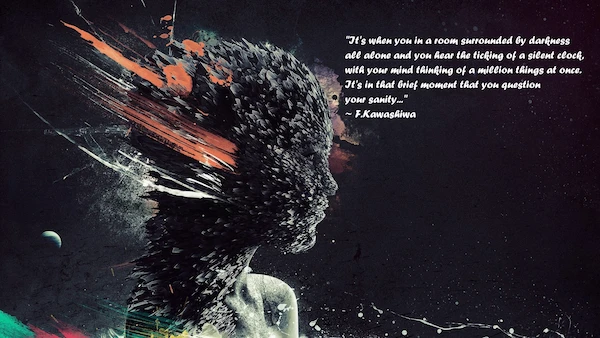 "It's when you in a room surrounded by darkness
all alone and you hear the ticking of a silent clock,
with your mind thinking of a million things at once.
It's in that brief moment that you question
your sanity..."
~ F.Kawashiwa